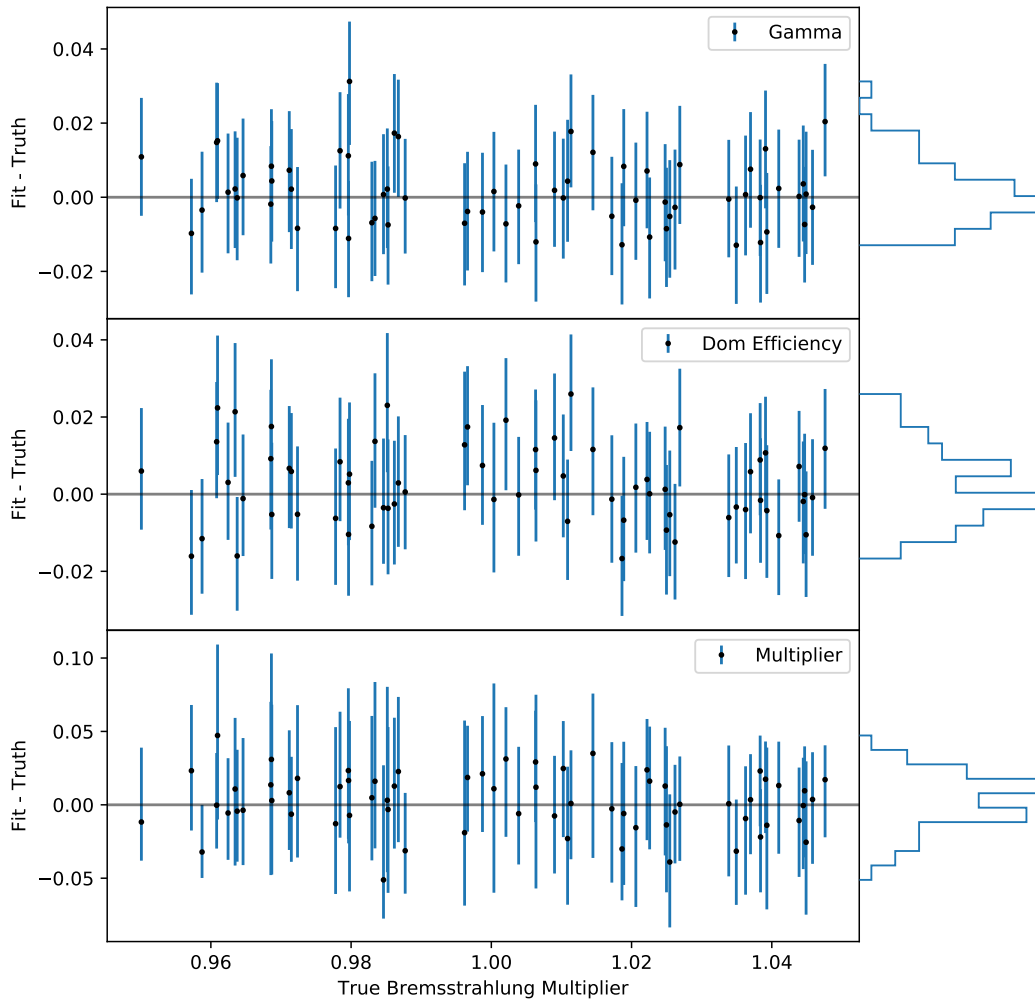 Gamma
0.04
0.02
0.00
−0.02
Fit - Truth
Dom Efficiency
0.04
0.02
0.00
−0.02
Fit - Truth
Multiplier
0.10
0.05
0.00
−0.05
Fit - Truth
0.96 0.98 1.00 1.02 1.04
True Bremsstrahlung Multiplier